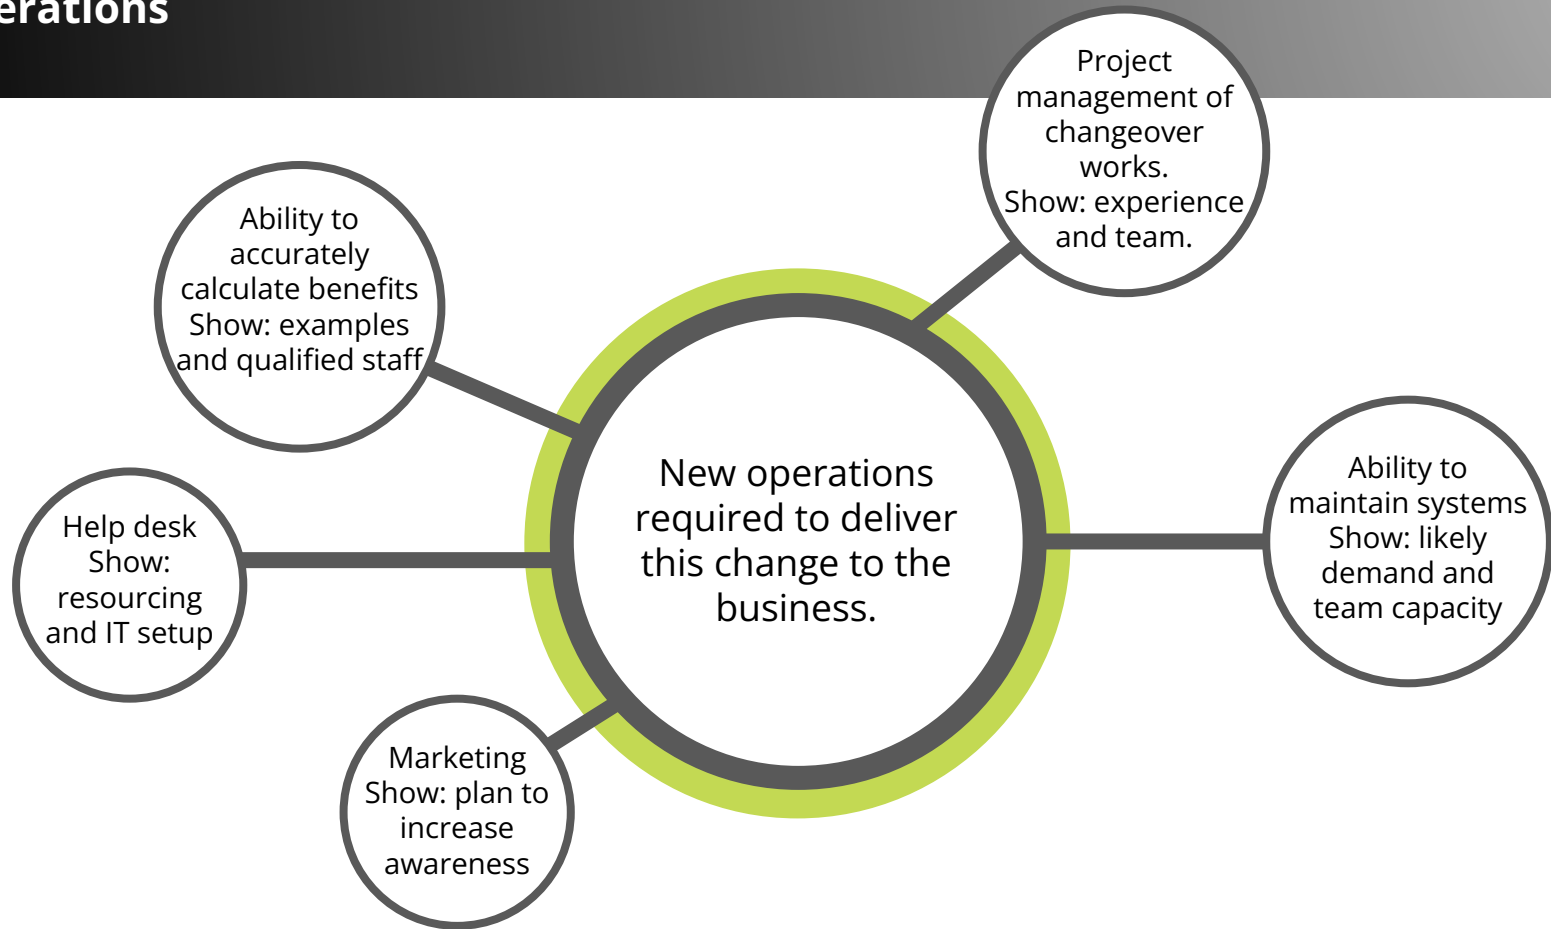 erations
Project
management of
changeover
works.
Show: experience
and team.
Ability to
accurately
calculate benefits
Show: examples
and qualified staff
New operations
required to deliver
this change to the
business.
Ability to
maintain systems
Show: likely
demand and
team capacity
Help desk
Show:
resourcing
and IT setup
Marketing
Show: plan to
increase
awareness